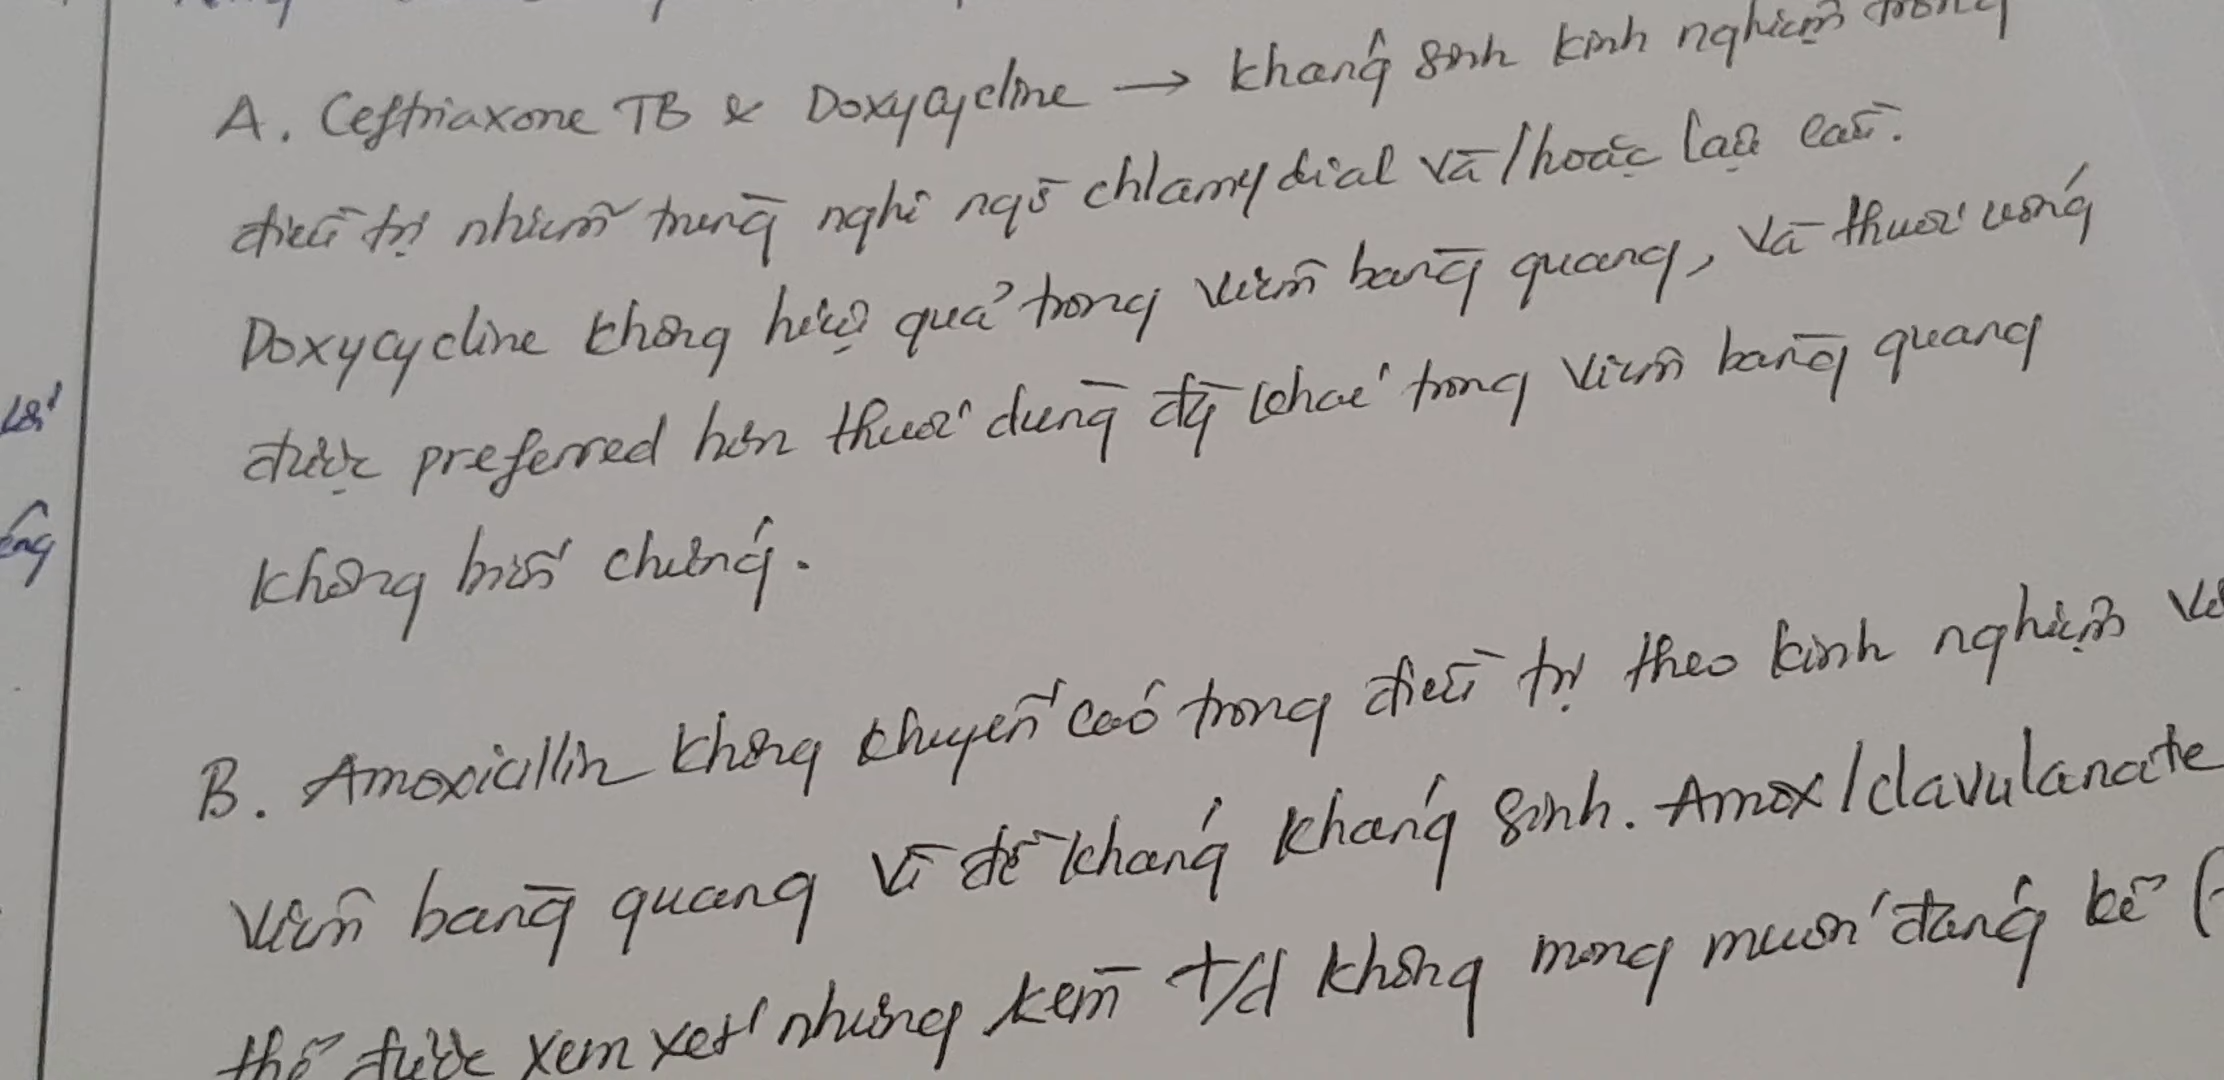 A. Ceftriaxone TB & Doxycycline → kháng sinh kinh nghiệm trong
điều trị nhiễm trùng nghi ngờ chlamydial và/hoặc lậu cầu.
Doxycycline không hiệu quả trong viêm bàng quang, và thuốc uống
được preferred hơn thuốc dùng đg khác trong viêm bàng quang
không biến chứng.
B. Amoxicillin không khuyến cáo trong điều trị theo kinh nghiệm
viêm bàng quang vì đề kháng kháng sinh. Amox/clavulanate
thể được xem xét nhưng kèm t/d không mong muốn đáng kể (